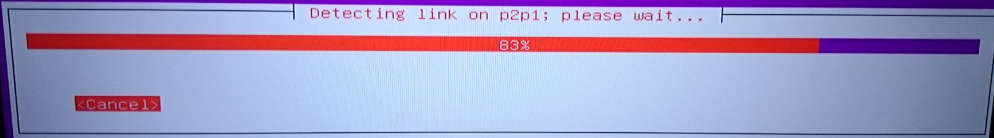 Detecting link on p2p1; please wait...
83%
<Cancel>